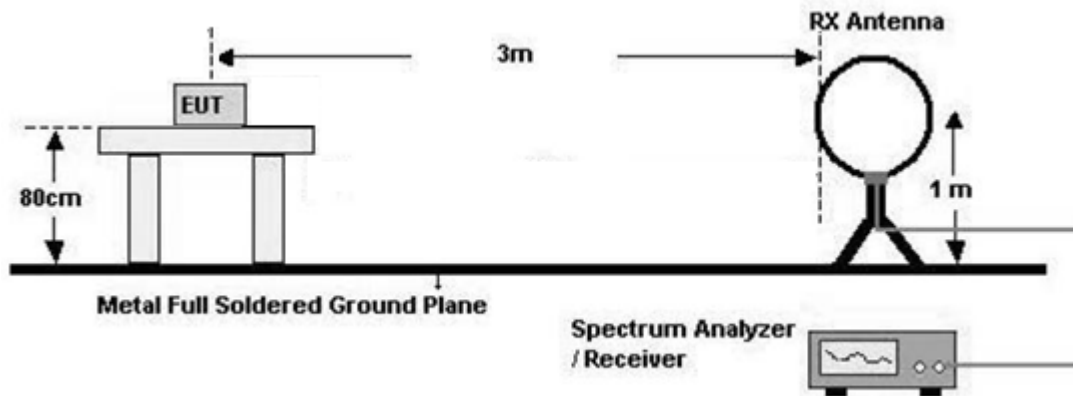 RX Antenna
3m
EUT
80cm
1 m
Metal Full Soldered Ground Plane
Spectrum Analyzer
/ Receiver